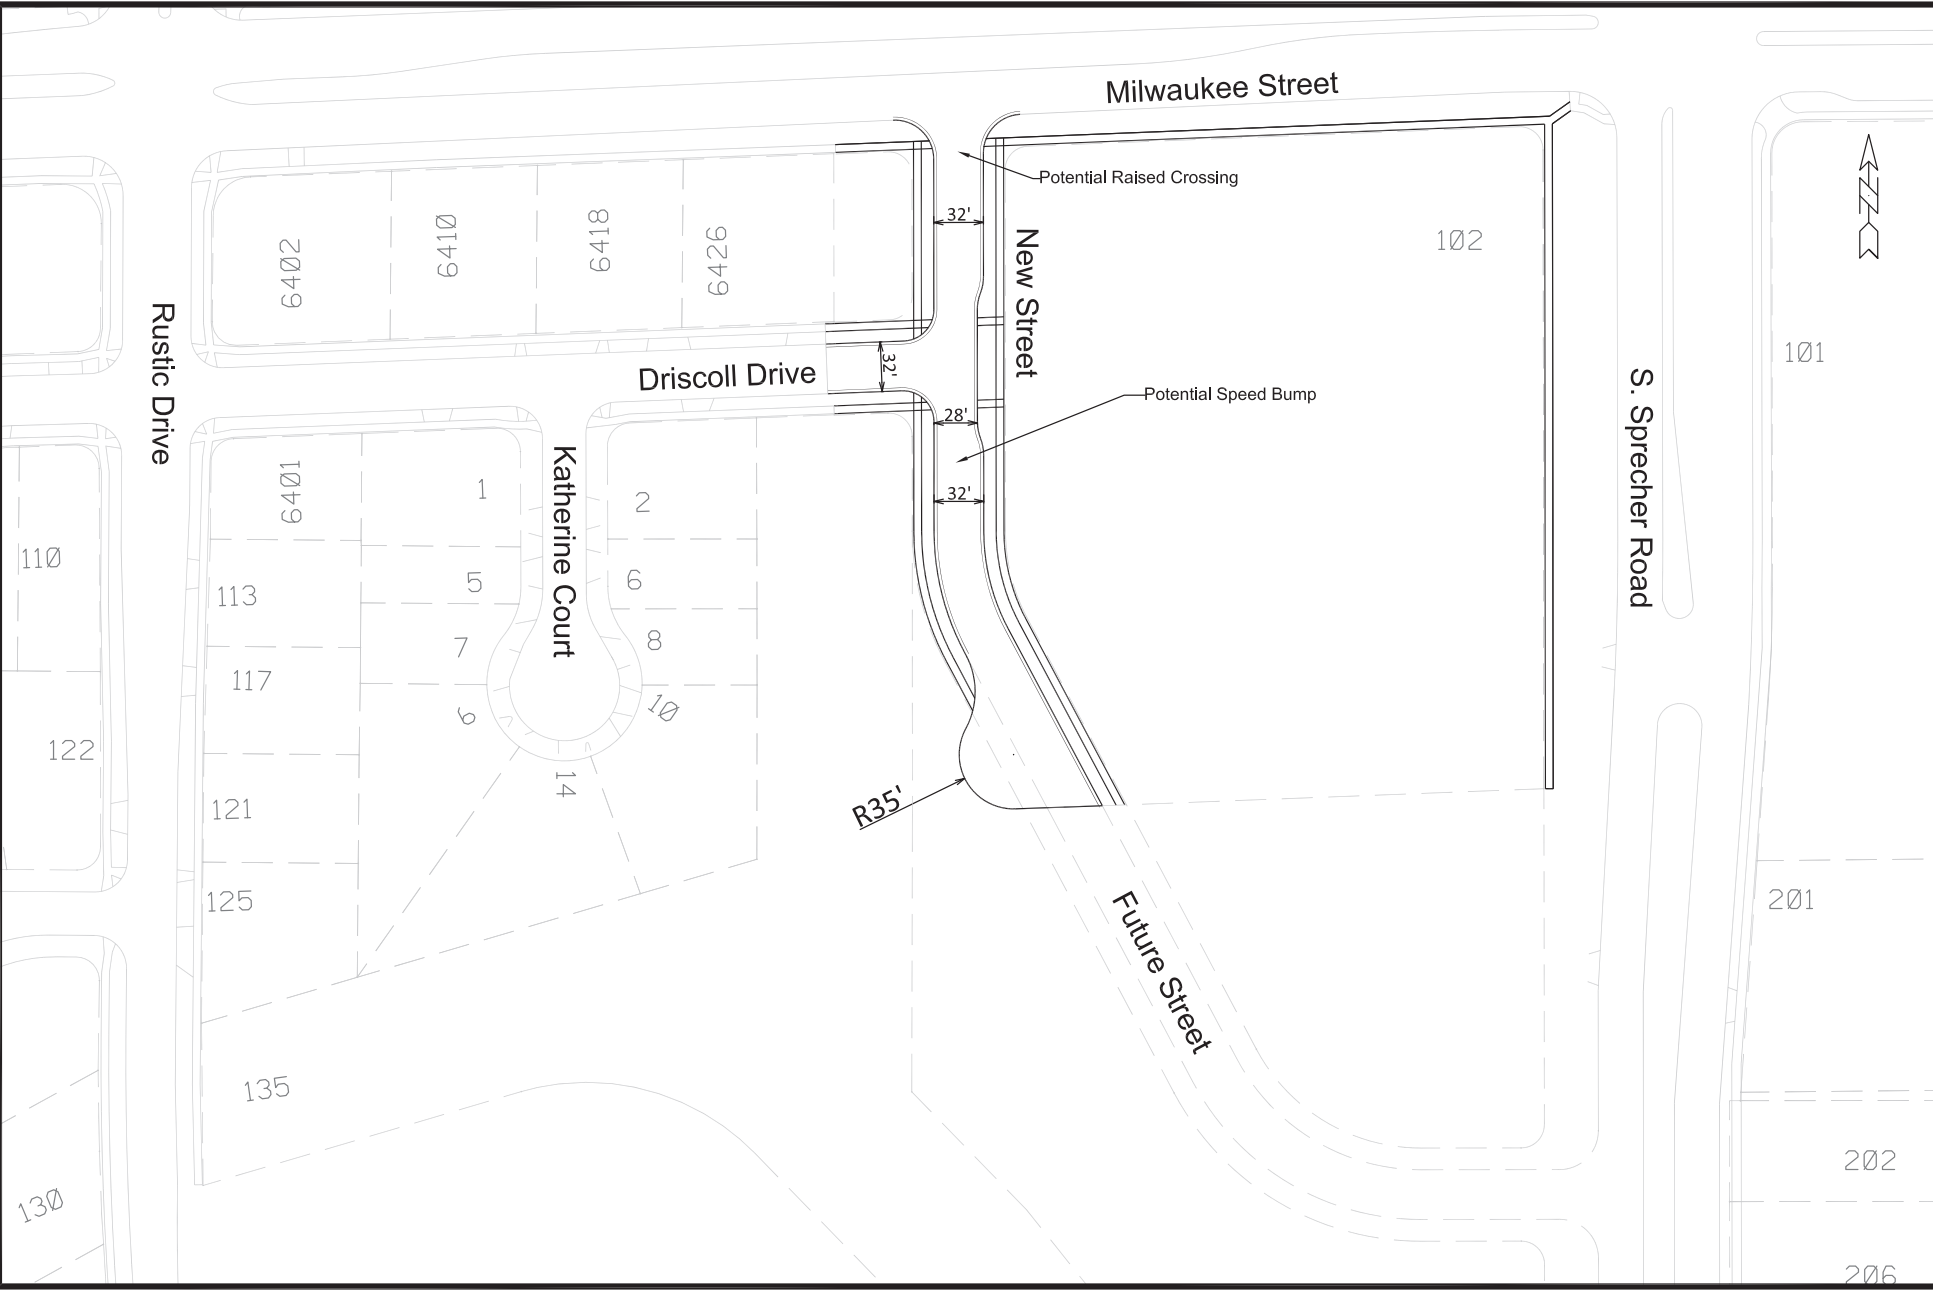 Milwaukee Street
Potential Raised Crossing
32'
New Street
102
6402
6410
6418
6426
Rustic Drive
Driscoll Drive
32'
101
S. Sprecher Road
Potential Speed Bump
28'
32'
6401
1
2
Katherine Court
110
113
5
6
7
8
117
9
10
122
14
121
R35'
125
201
Future Street
135
130
202
206
N